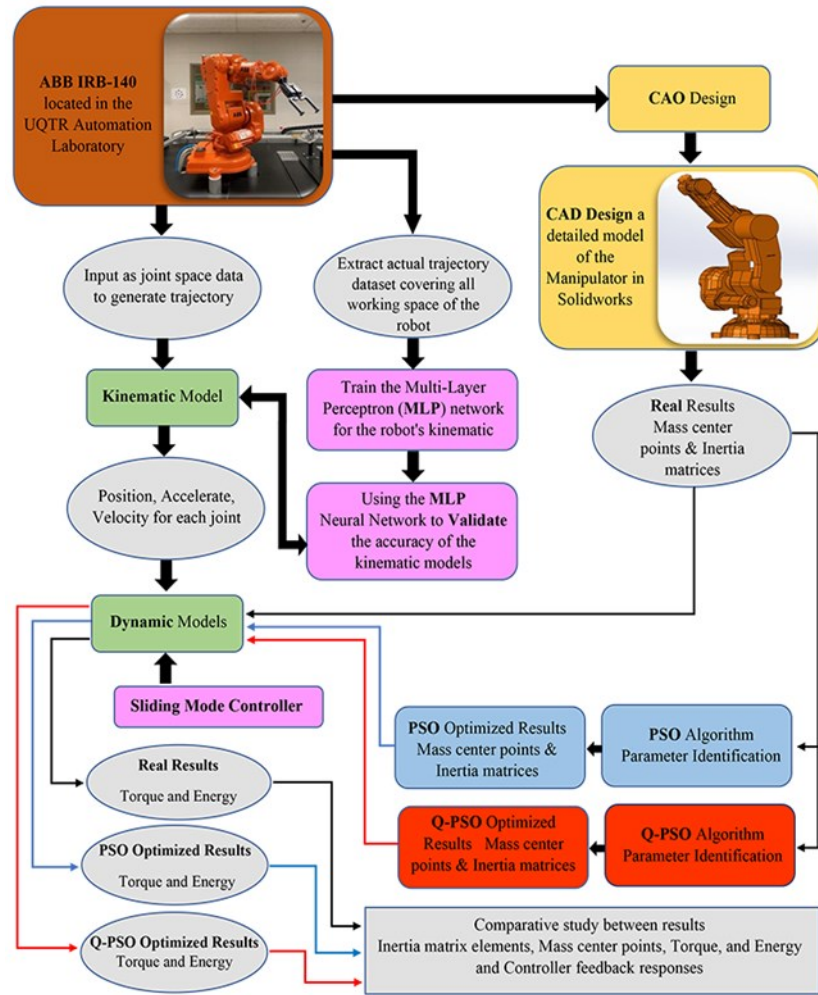 ABB IRB-140
located in the
UQTR Automation
Laboratory
CAO Design
CAD Design a
detailed model
of the
Manipulator in
Solidworks
Input as joint space data
to generate trajectory
Extract actual trajectory
dataset covering all
working space of the
robot
Kinematic Model
Train the Multi-Layer
Perceptron (MLP) network
for the robot's kinematic
Real Results
Mass center
points & Inertia
matrices
Position, Accelerate,
Velocity for each joint
Using the MLP
Neural Network to Validate
the accuracy of the
kinematic models
Dynamic Models
Sliding Mode Controller
PSO Optimized Results
Mass center points &
Inertia matrices
PSO Algorithm
Parameter Identification
Real Results
Torque and Energy
Q-PSO Optimized
Results Mass center
points & Inertia matrices
Q-PSO Algorithm
Parameter Identification
PSO Optimized Results
Torque and Energy
Q-PSO Optimized Results
Torque and Energy
Comparative study between results
Inertia matrix elements, Mass center points, Torque, and Energy
and Controller feedback responses